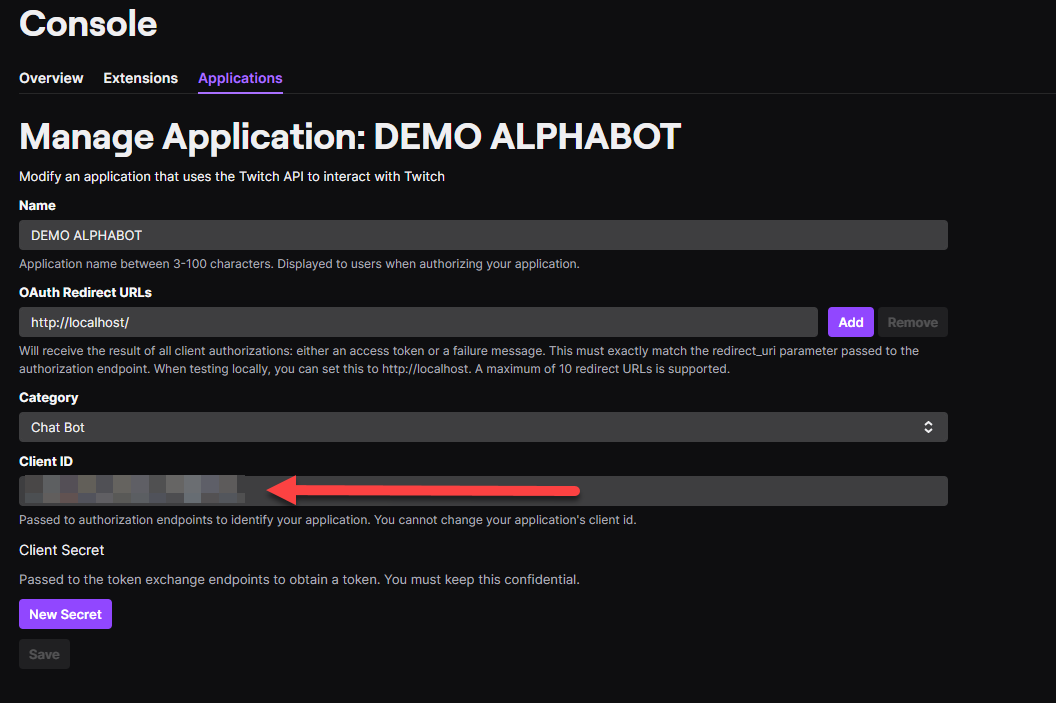 Console
Overview Extensions Applications
Manage Application: DEMO ALPHABOT
Modify an application that uses the Twitch API to interact with Twitch
Name
DEMO ALPHABOT
Application name between 3-100 characters. Displayed to users when authorizing your application.
OAuth Redirect URLs
http://localhost/
Add
Remove
Will receive the result of all client authorizations: either an access token or a failure message. This must exactly match the redirect_uri parameter passed to the
authorization endpoint. When testing locally, you can set this to http://localhost. A maximum of 10 redirect URLs is supported.
Category
Chat Bot
Client ID
Passed to authorization endpoints to identify your application. You cannot change your application's client id.
Client Secret
Passed to the token exchange endpoints to obtain a token. You must keep this confidential.
New Secret
Save